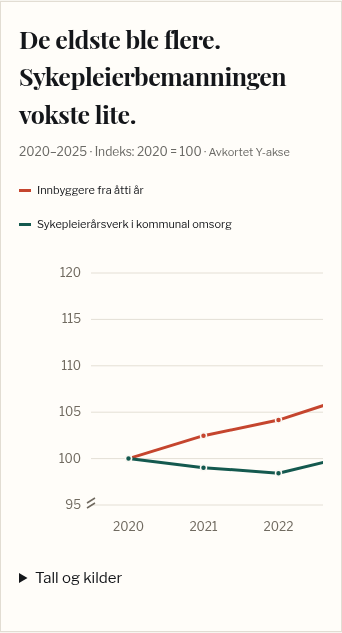 De eldste ble flere.
Sykepleierbemanningen
vokste lite.
2020–2025 · Indeks: 2020 = 100 · Avkortet Y-akse
Innbyggere fra åtti år
Sykepleierårsverk i kommunal omsorg
120
115
110
105
100
95
2020 2021 2022
Tall og kilder